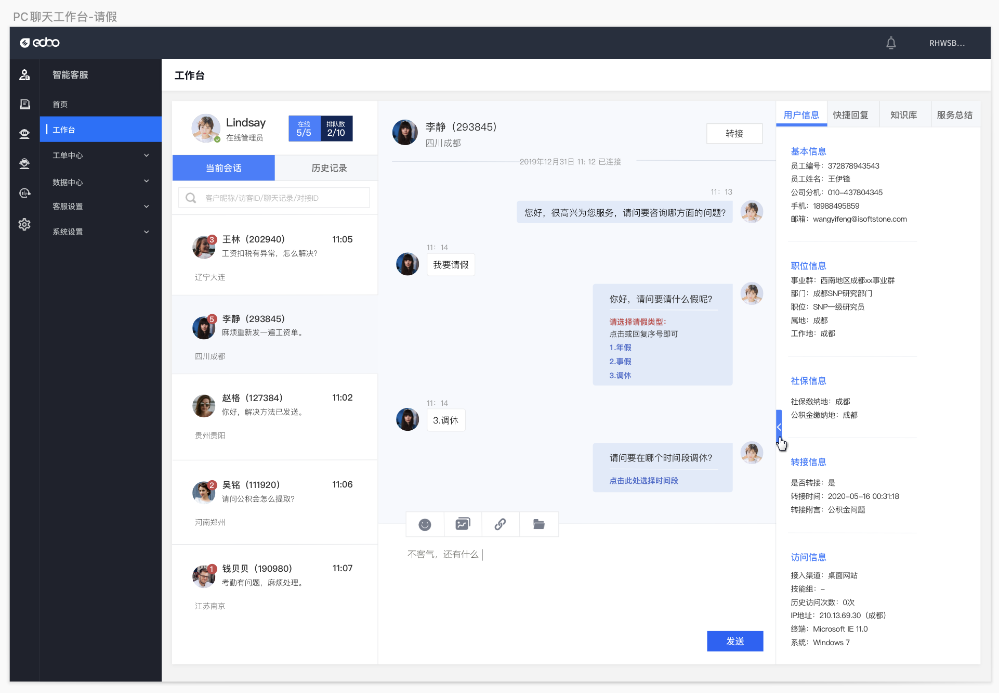 PC聊天工作台-请假
edoo
RHWSB...
智能客服
首页
工作台
工单中心
数据中心
客服设置
系统设置
工作台
Lindsay
在线管理员
在线
5/5
排队数
2/10
当前会话
历史记录
客户昵称/访客ID/聊天记录/对接ID
3
王林（202940）
11:05
工资扣税有异常，怎么解决?
辽宁大连
5
李静（293845）
麻烦重新发一遍工资单。
四川成都
赵格（127384）
11:02
你好，解决方法已发送。
贵州贵阳
2
吴铭（111920）
11:06
请问公积金怎么提取?
河南郑州
1
钱贝贝（190980）
11:07
考勤有问题，麻烦处理。
江苏南京
李静（293845）
四川成都
转接
2019年12月31日 11: 12 已连接
11：13
您好，很高兴为您服务，请问要咨询哪方面的问题?
11：14
我要请假
你好，请问要请什么假呢?
请选择请假类型：
点击或回复序号即可
1.年假
2.事假
3.调休
11：14
3.调休
请问要在哪个时间段调休?
点击此处选择时间段
不客气，还有什么
发送
用户信息
快捷回复
知识库
服务总结
基本信息
员工编号：372878943543
员工姓名：王伊锋
公司分机：010-437804345
手机：18988495859
邮箱：wangyifeng@isoftstone.com
职位信息
事业群：西南地区成都xx事业群
部门：成都SNP研究部门
职位：SNP一级研究员
属地：成都
工作地：成都
社保信息
社保缴纳地：成都
公积金缴纳地：成都
转接信息
是否转接：是
转接时间：2020-05-16 00:31:18
转接附言：公积金问题
访问信息
接入渠道：桌面网站
技能组：-
历史访问次数：0次
IP地址：210.13.69.30（成都）
终端：Microsoft IE 11.0
系统：Windows 7